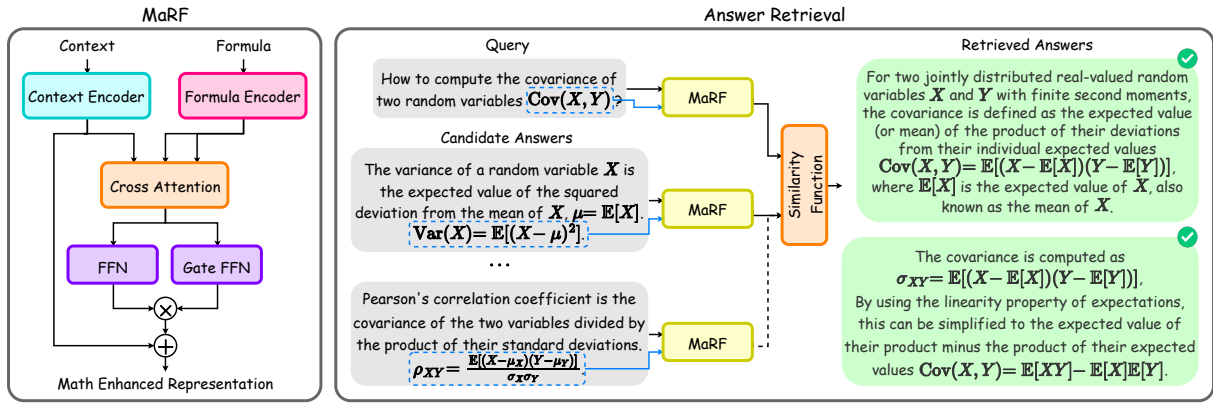 MaRF
Context
Formula
Context Encoder
Formula Encoder
Cross Attention
FFN
Gate FFN
Math Enhanced Representation
Answer Retrieval
Query
How to compute the covariance of
two random variables Cov(X, Y)?
MaRF
Candidate Answers
The variance of a random variable X is
the expected value of the squared
deviation from the mean of X, μ= 𝔼[X].
Var(X)= 𝔼[(X− μ)²].
MaRF
...
Pearson's correlation coefficient is the
covariance of the two variables divided by
the product of their standard deviations.
ρ_XY = 𝔼[(X−μ_X)(Y−μ_Y)] / σ_Xσ_Y
MaRF
Similarity
Function
Retrieved Answers
For two jointly distributed real-valued random
variables X and Y with finite second moments,
the covariance is defined as the expected value
(or mean) of the product of their deviations
from their individual expected values
Cov(X, Y)= 𝔼[(X− 𝔼[X])(Y− 𝔼[Y])],
where 𝔼[X] is the expected value of X, also
known as the mean of X.
The covariance is computed as
σ_XY= 𝔼[(X− 𝔼[X])(Y− 𝔼[Y])],
By using the linearity property of expectations,
this can be simplified to the expected value of
their product minus the product of their expected
values Cov(X, Y)= 𝔼[XY]− 𝔼[X]𝔼[Y].